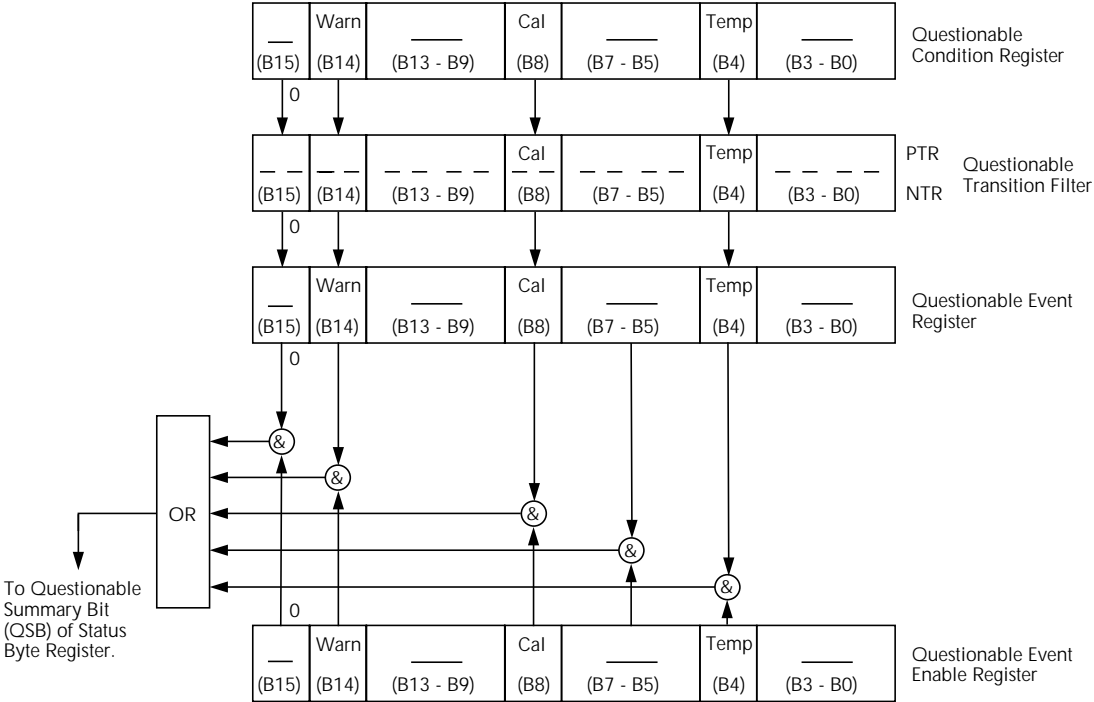 Warn Cal Temp
(B15) (B14) (B13 - B9) (B8) (B7 - B5) (B4) (B3 - B0)
Questionable
Condition Register
0
Cal Temp
(B15) (B14) (B13 - B9) (B8) (B7 - B5) (B4) (B3 - B0)
PTR
NTR
Questionable
Transition Filter
0
Warn Cal Temp
(B15) (B14) (B13 - B9) (B8) (B7 - B5) (B4) (B3 - B0)
Questionable Event
Register
0
&
&
OR
&
&
&
To Questionable
Summary Bit
(QSB) of Status
Byte Register.
0
Warn Cal Temp
(B15) (B14) (B13 - B9) (B8) (B7 - B5) (B4) (B3 - B0)
Questionable Event
Enable Register